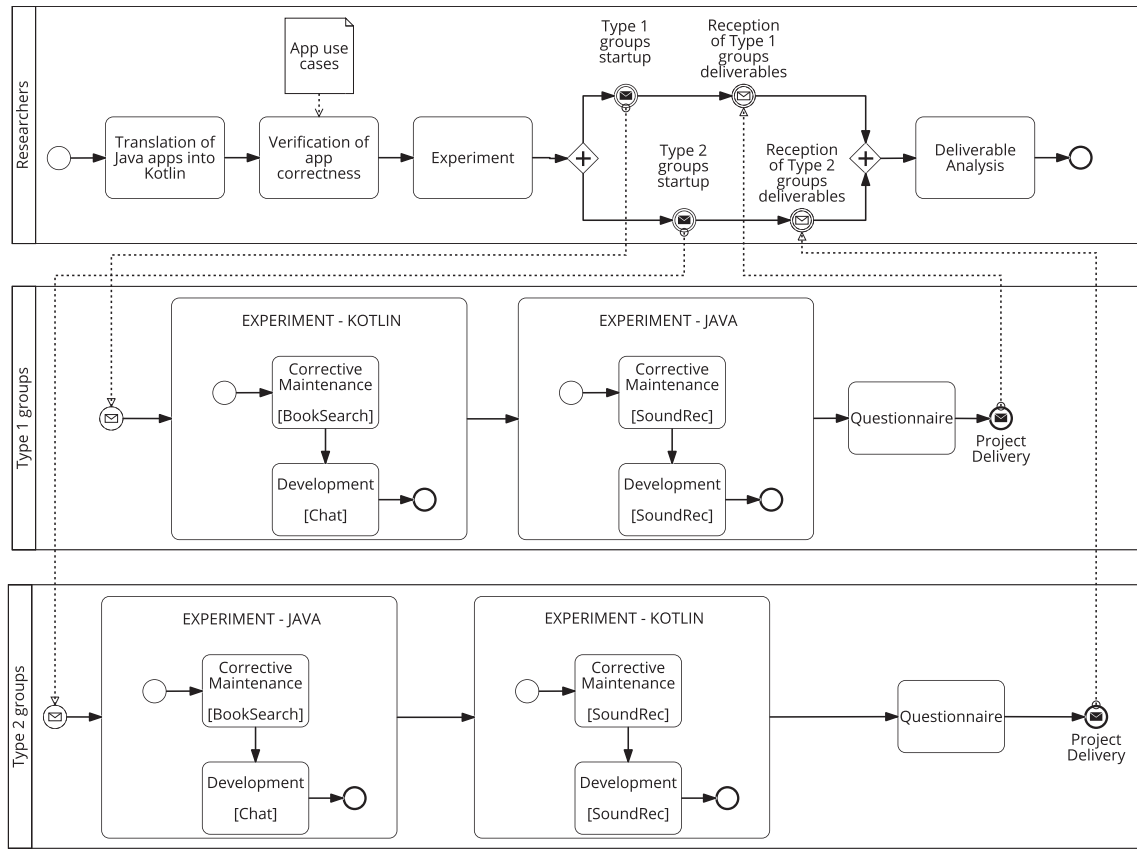 Researchers
App use
cases
Translation of
Java apps into
Kotlin
Verification of
app
correctness
Experiment
Type 1
groups
startup
Reception
of Type 1
groups
deliverables
Type 2
groups
startup
Reception
of Type 2
groups
deliverables
Deliverable
Analysis
Type 1 groups
EXPERIMENT - KOTLIN
Corrective
Maintenance
[BookSearch]
Development
[Chat]
EXPERIMENT - JAVA
Corrective
Maintenance
[SoundRec]
Development
[SoundRec]
Questionnaire
Project
Delivery
Type 2 groups
EXPERIMENT - JAVA
Corrective
Maintenance
[BookSearch]
Development
[Chat]
EXPERIMENT - KOTLIN
Corrective
Maintenance
[SoundRec]
Development
[SoundRec]
Questionnaire
Project
Delivery